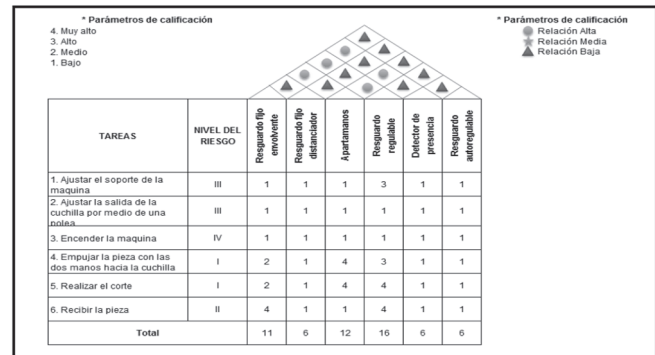 * Parámetros de calificación
4. Muy alto
3. Alto
2. Medio
1. Bajo
* Parámetros de calificación
Relación Alta
Relación Media
Relación Baja
TAREAS
NIVEL DEL
RIESGO
Resguardo fijo
envolvente
Resguardo fijo
distanciador
Apartamanos
Resguardo
regulable
Detector de
presencia
Resguardo
autoregulable
1. Ajustar el soporte de la
maquina
III 1 1 1 3 1 1
2. Ajustar la salida de la
cuchilla por medio de una
polea
III 1 1 1 1 1 1
3. Encender la maquina IV 1 1 1 1 1 1
4. Empujar la pieza con las
dos manos hacia la cuchilla
I 2 1 4 3 1 1
5. Realizar el corte I 2 1 4 4 1 1
6. Recibir la pieza II 4 1 1 4 1 1
Total 11 6 12 16 6 6